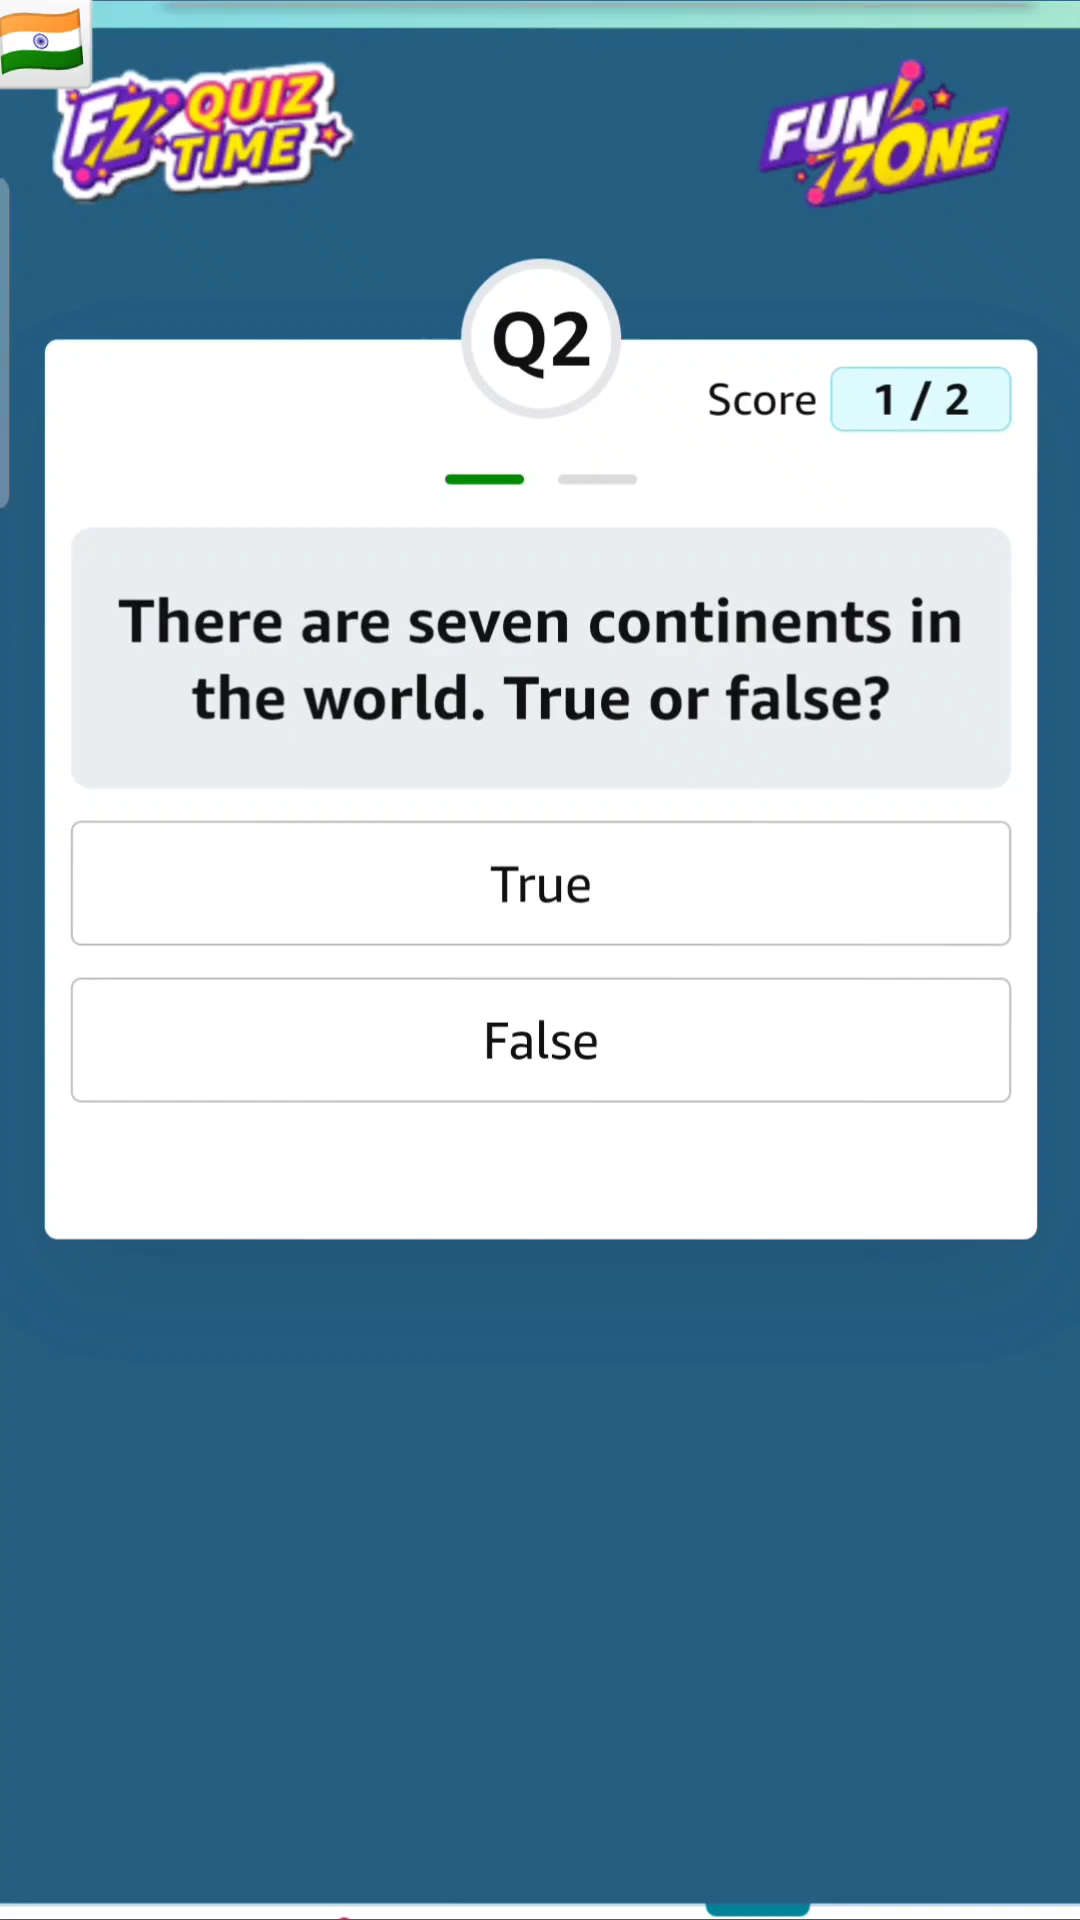 FZ QUIZ
TIME
FUN
ZONE
Q2
Score 1 / 2
There are seven continents in
the world. True or false?
True
False